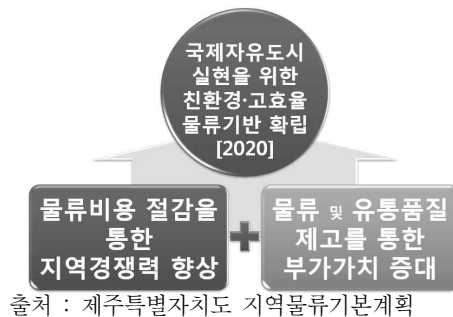 국제자유도시
실현을 위한
친환경·고효율
물류기반 확립
[2020]
물류비용 절감을
통한
지역경쟁력 향상
물류 및 유통품질
제고를 통한
부가가치 증대
출처 : 제주특별자치도 지역물류기본계획